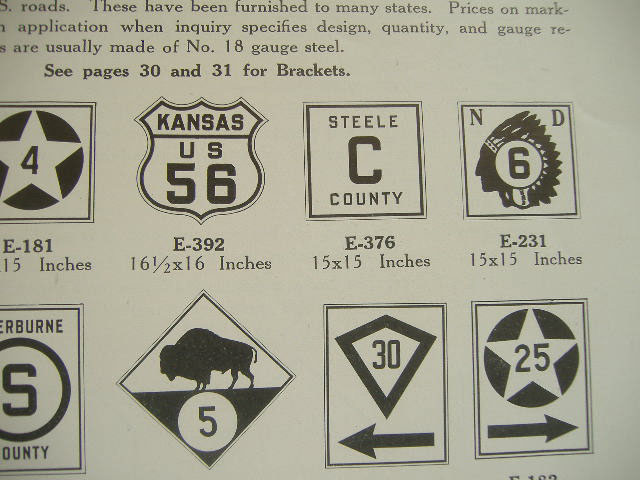 S. roads. These have been furnished to many states. Prices on mark-
application when inquiry specifies design, quantity, and gauge re-
are usually made of No. 18 gauge steel.
See pages 30 and 31 for Brackets.
4
KANSAS
US
56
STEELE
C
COUNTY
N D
6
E-181
15 Inches
E-392
16½x16 Inches
E-376
15x15 Inches
E-231
15x15 Inches
ERBURNE
S
OUNTY
5
30
25